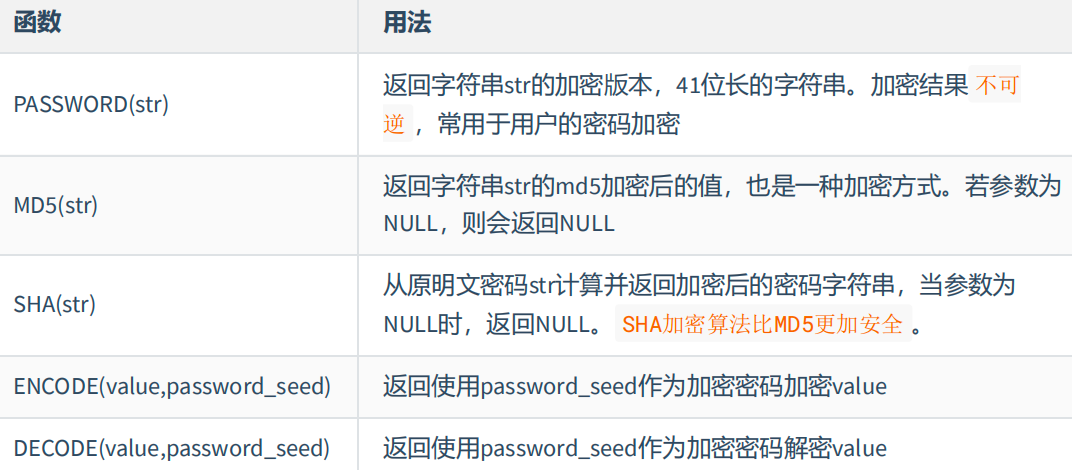 函数 用法
返回字符串str的加密版本，41位长的字符串。加密结果 不可
PASSWORD(str)
逆 ，常用于用户的密码加密
返回字符串str的md5加密后的值，也是一种加密方式。若参数为
MD5(str)
NULL，则会返回NULL
从原明文密码str计算并返回加密后的密码字符串，当参数为
SHA(str)
NULL时，返回NULL。 SHA加密算法比MD5更加安全 。
ENCODE(value,password_seed) 返回使用password_seed作为加密密码加密value
DECODE(value,password_seed) 返回使用password_seed作为加密密码解密value